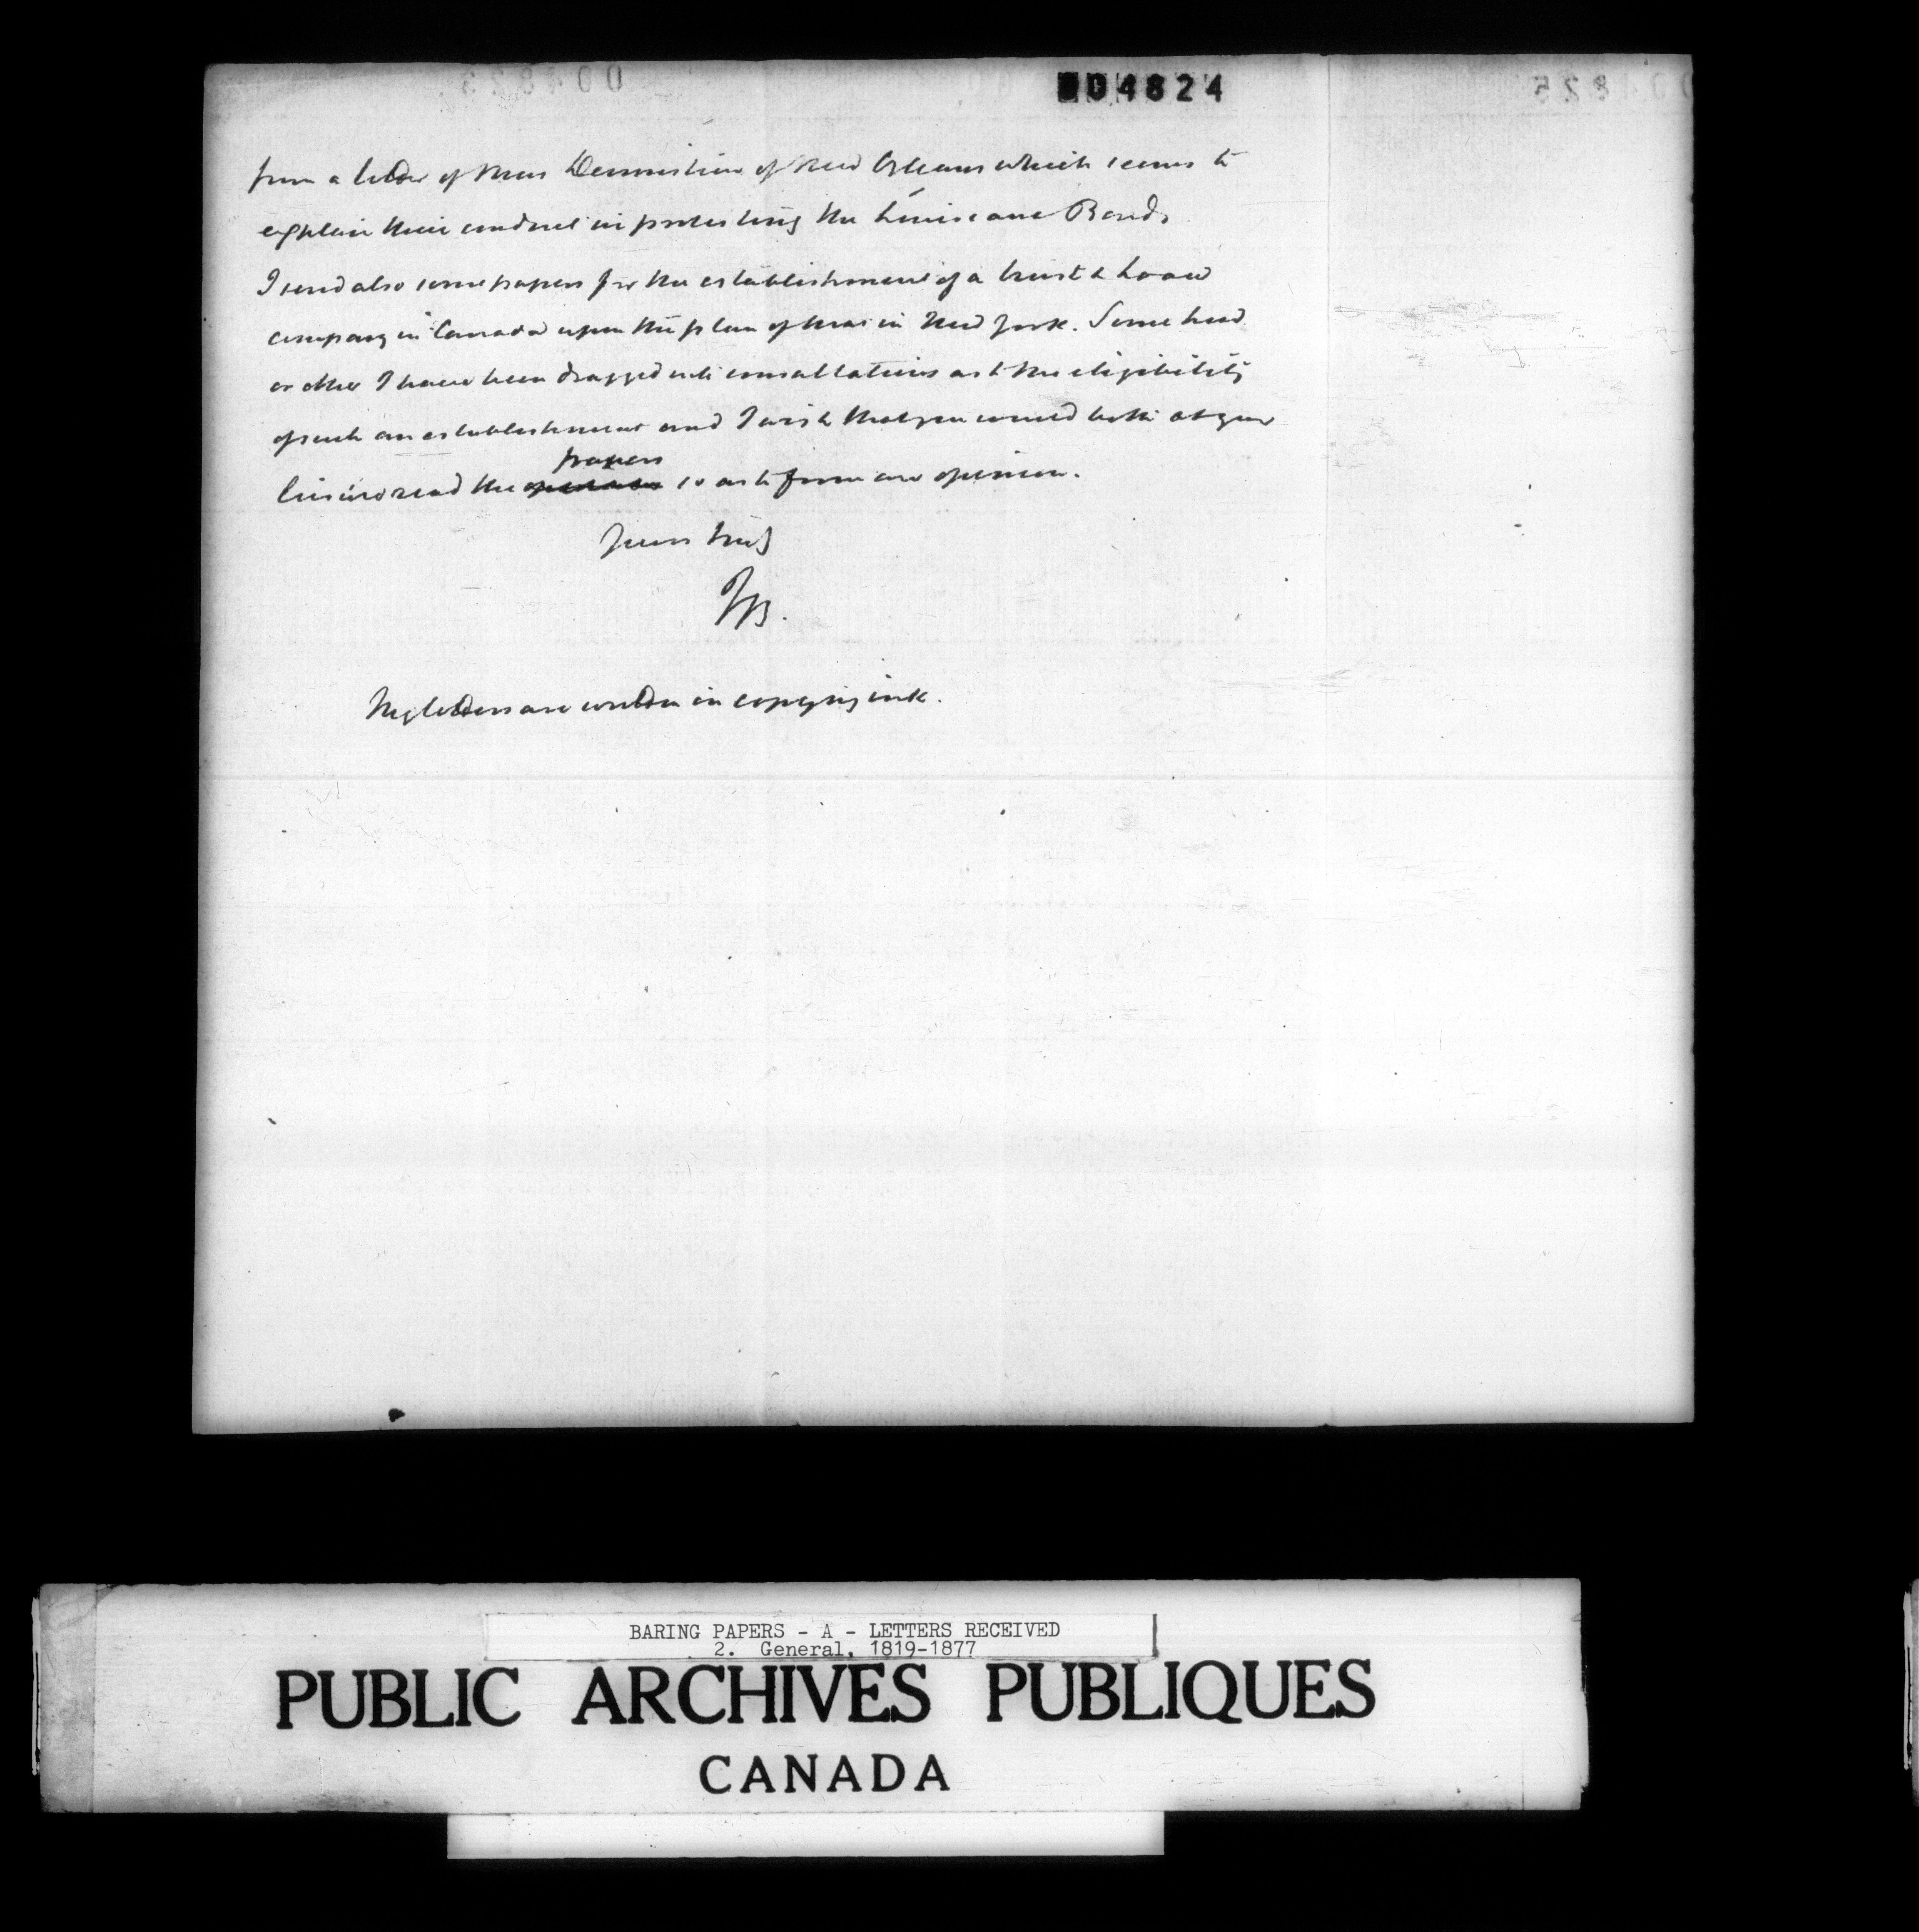 004824
from a letter of Mess Dennistoun of New Orleans which seems to
explain their conduct in protesting the Louisiana Bonds
I send also some papers for the establishment of a trust & Loan
company in Canada upon the plan of that in New York. Some how
or other I have been dragged into consultations as to the eligibility
of such an establishment and I wish that you would both at your
leisure read the papers so as to form an opinion.
Yours truly
My letters are written in copying ink.
BARING PAPERS - A - LETTERS RECEIVED
2. General, 1819-1877
PUBLIC ARCHIVES PUBLIQUES
CANADA